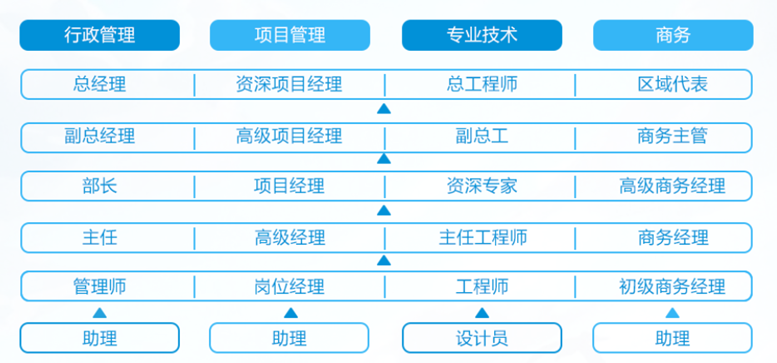 行政管理 项目管理 专业技术 商务
总经理 资深项目经理 总工程师 区域代表
副总经理 高级项目经理 副总工 商务主管
部长 项目经理 资深专家 高级商务经理
主任 高级经理 主任工程师 商务经理
管理师 岗位经理 工程师 初级商务经理
助理 助理 设计员 助理